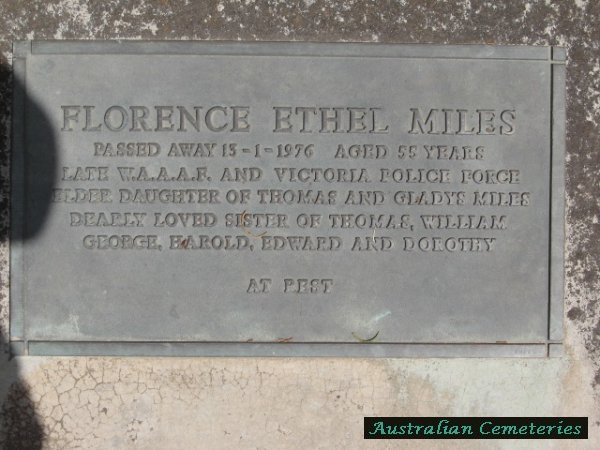 FLORENCE ETHEL MILES
PASSED AWAY 13-1-1976 AGED 55 YEARS
LATE W.A.A.A.F. AND VICTORIA POLICE FORCE
ELDER DAUGHTER OF THOMAS AND GLADYS MILES
DEARLY LOVED SISTER OF THOMAS, WILLIAM
GEORGE, HAROLD, EDWARD AND DOROTHY
AT REST
Australian Cemeteries